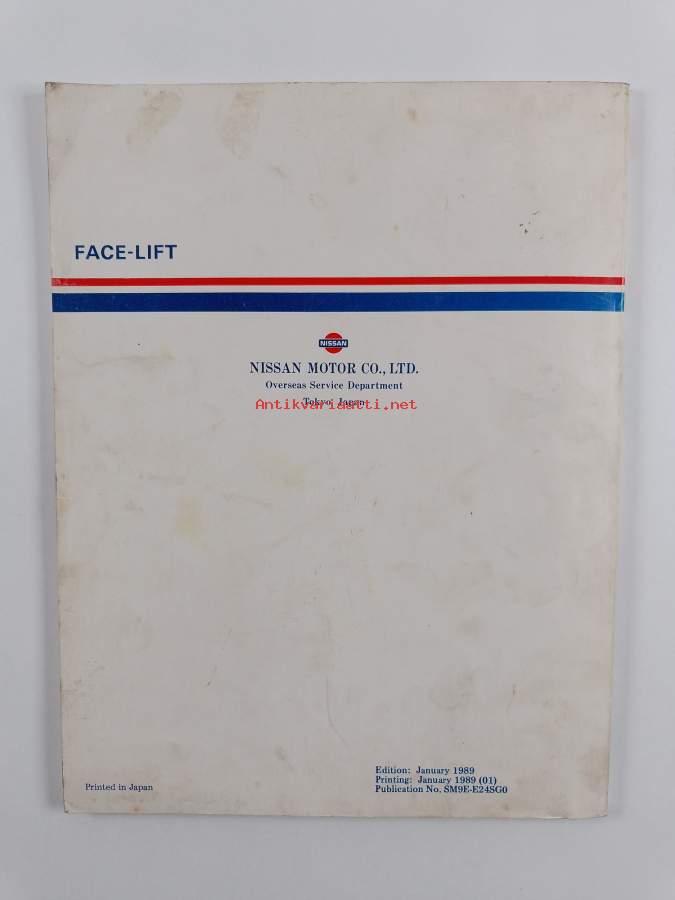 FACE-LIFT
NISSAN
NISSAN MOTOR CO., LTD.
Overseas Service Department
Tokyo, Japan
Antikvariaatti.net
Edition: January 1989
Printing: January 1989 (01)
Publication No. SM9E-E24SG0
Printed in Japan